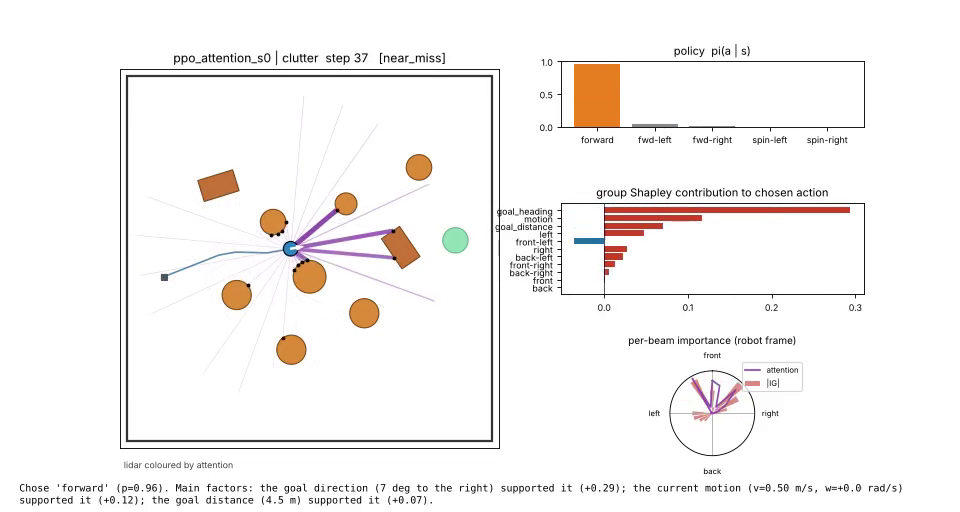 ppo_attention_s0 | clutter  step 37   [near_miss]
lidar coloured by attention
policy  pi(a | s)
1.0
0.5
0.0
forward
fwd-left
fwd-right
spin-left
spin-right
group Shapley contribution to chosen action
goal_heading
motion
goal_distance
left
front-left
right
back-left
front-right
back-right
front
back
0.0
0.1
0.2
0.3
per-beam importance (robot frame)
front
attention
|IG|
left
right
back
Chose 'forward' (p=0.96). Main factors: the goal direction (7 deg to the right) supported it (+0.29); the current motion (v=0.50 m/s, w=+0.0 rad/s)
supported it (+0.12); the goal distance (4.5 m) supported it (+0.07).